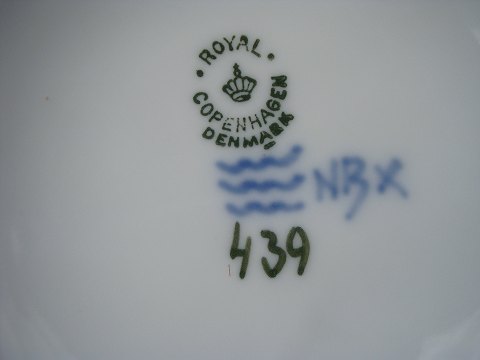 ROYAL
COPENHAGEN
DENMARK
NBX
439